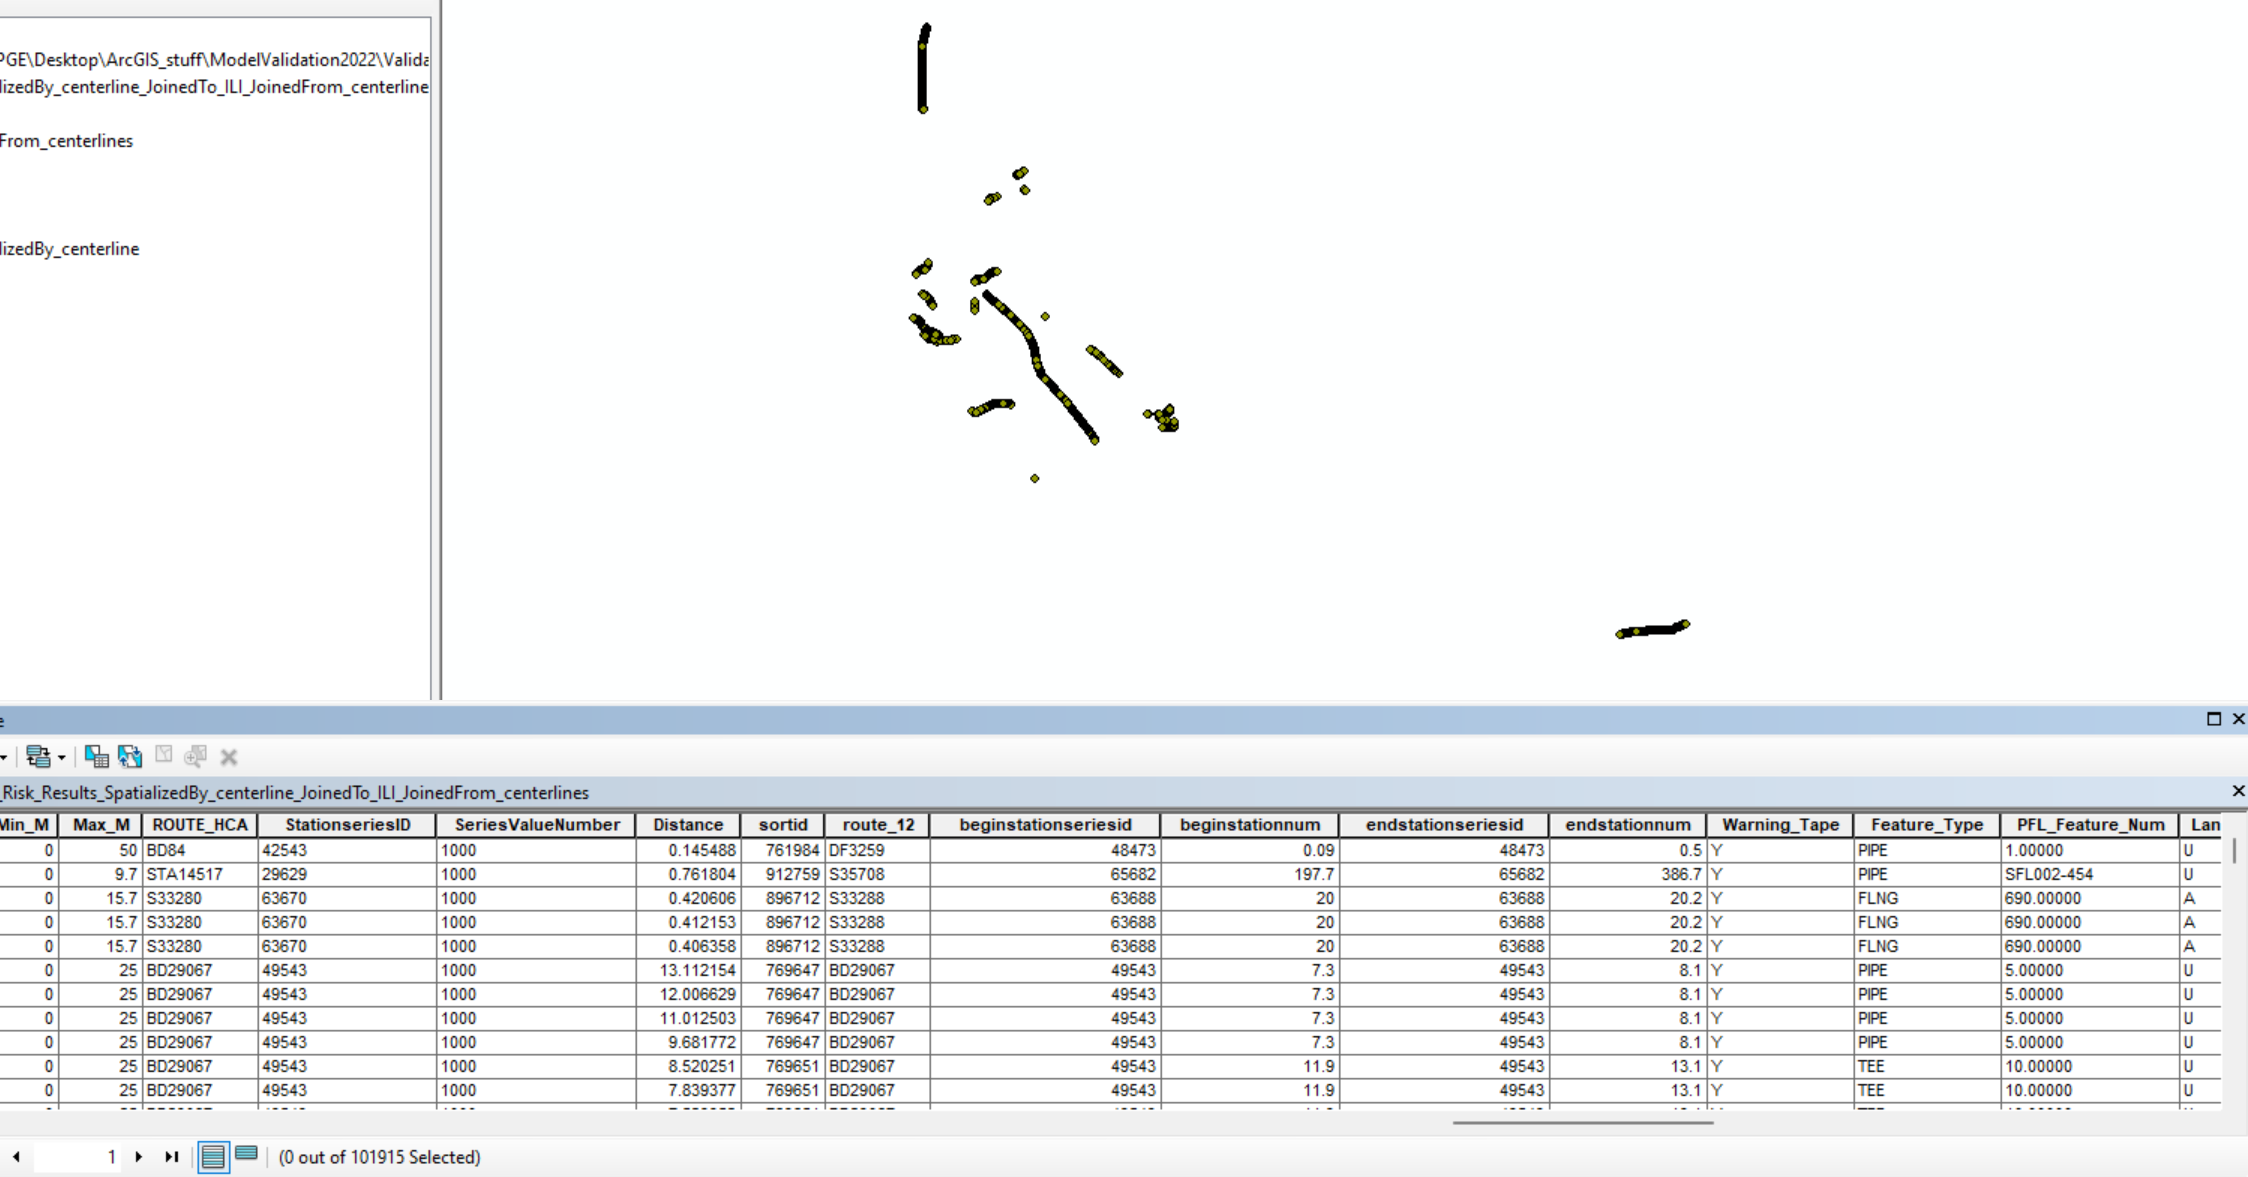 PGE\Desktop\ArcGIS_stuff\ModelValidation2022\Valida
lizedBy_centerline_JoinedTo_ILI_JoinedFrom_centerline
From_centerlines
lizedBy_centerline
e
_Risk_Results_SpatializedBy_centerline_JoinedTo_ILI_JoinedFrom_centerlines
Min_M Max_M ROUTE_HCA StationseriesID SeriesValueNumber Distance sortid route_12 beginstationseriesid beginstationnum endstationseriesid endstationnum Warning_Tape Feature_Type PFL_Feature_Num Lan
0 50 BD84 42543 1000 0.145488 761984 DF3259 48473 0.09 48473 0.5 Y PIPE 1.00000 U
0 9.7 STA14517 29629 1000 0.761804 912759 S35708 65682 197.7 65682 386.7 Y PIPE SFL002-454 U
0 15.7 S33280 63670 1000 0.420606 896712 S33288 63688 20 63688 20.2 Y FLNG 690.00000 A
0 15.7 S33280 63670 1000 0.412153 896712 S33288 63688 20 63688 20.2 Y FLNG 690.00000 A
0 15.7 S33280 63670 1000 0.406358 896712 S33288 63688 20 63688 20.2 Y FLNG 690.00000 A
0 25 BD29067 49543 1000 13.112154 769647 BD29067 49543 7.3 49543 8.1 Y PIPE 5.00000 U
0 25 BD29067 49543 1000 12.006629 769647 BD29067 49543 7.3 49543 8.1 Y PIPE 5.00000 U
0 25 BD29067 49543 1000 11.012503 769647 BD29067 49543 7.3 49543 8.1 Y PIPE 5.00000 U
0 25 BD29067 49543 1000 9.681772 769647 BD29067 49543 7.3 49543 8.1 Y PIPE 5.00000 U
0 25 BD29067 49543 1000 8.520251 769651 BD29067 49543 11.9 49543 13.1 Y TEE 10.00000 U
0 25 BD29067 49543 1000 7.839377 769651 BD29067 49543 11.9 49543 13.1 Y TEE 10.00000 U
1 (0 out of 101915 Selected)